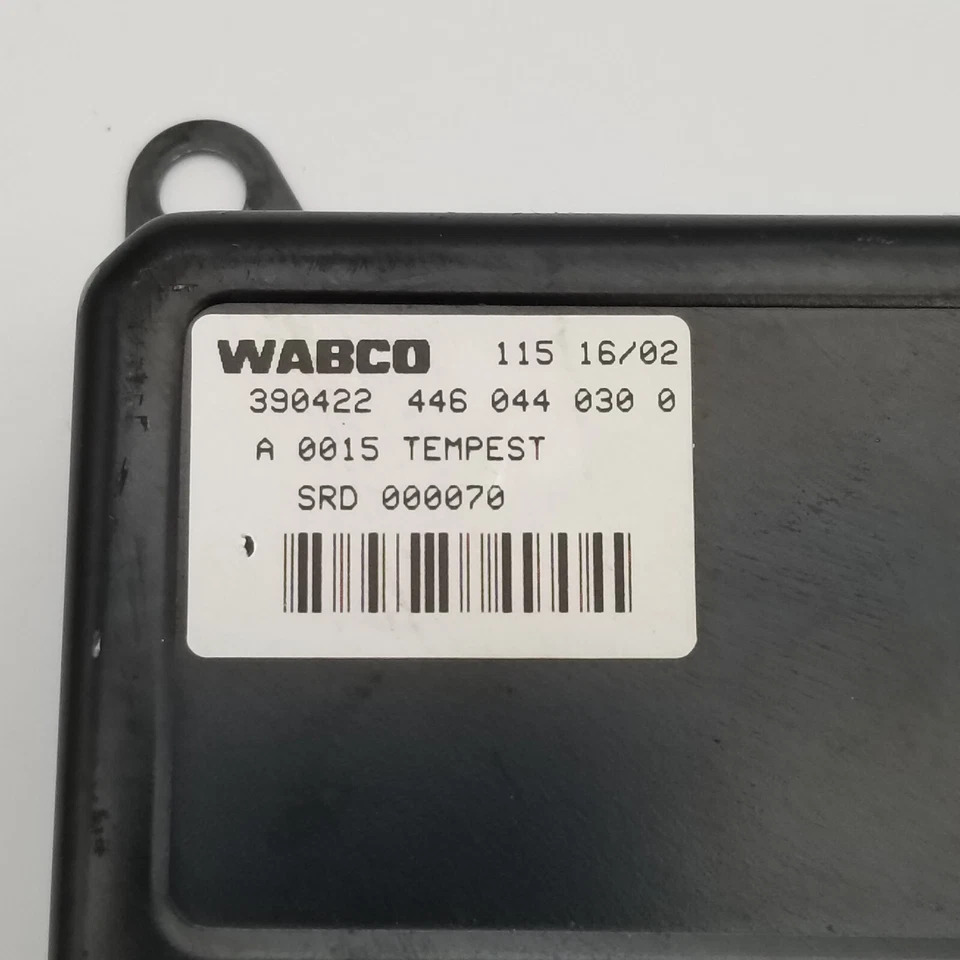 WABCO 115 16/02
390422 446 044 030 0
A 0015 TEMPEST
SRD 000070